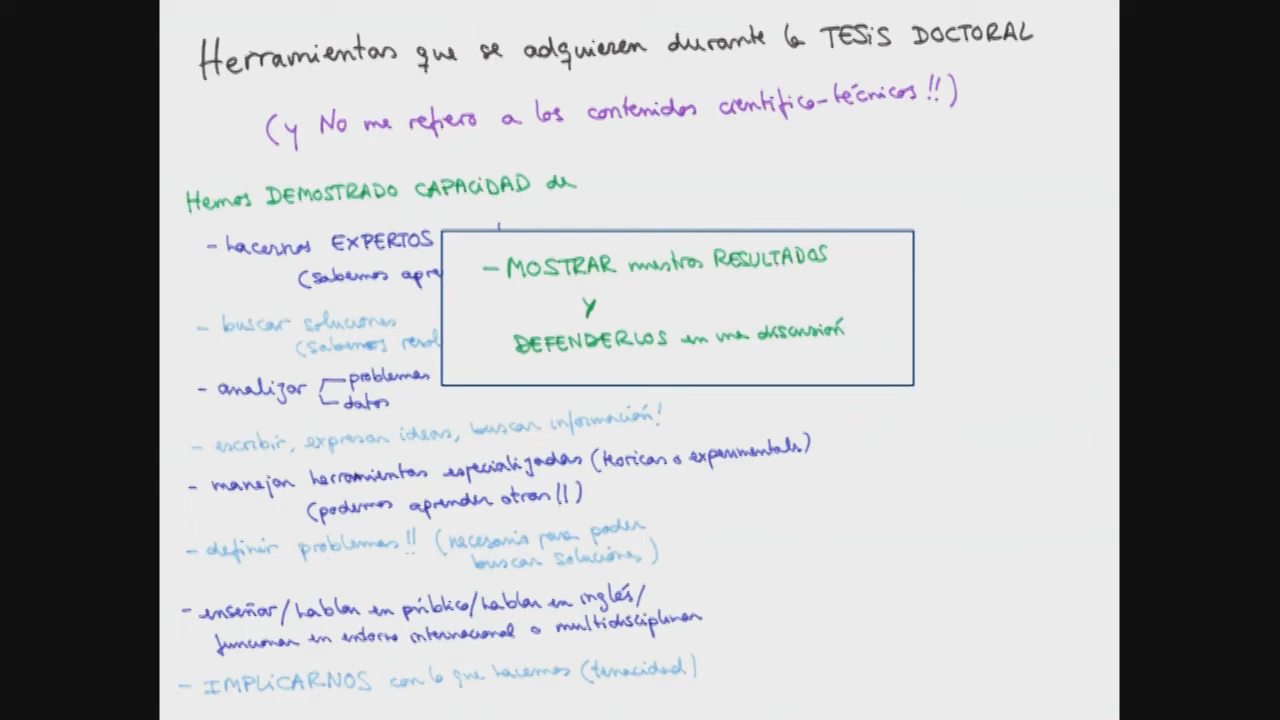 Herramientas que se adquieren durante la TESIS DOCTORAL
(y No me refiero a los contenidos científico-técnicos!!)
Hemos DEMOSTRADO CAPACIDAD de
- hacernos EXPERTOS
(sabemos apre
- buscar soluciones
(sabemos resol
- analizar problemas
datos
- MOSTRAR nuestros RESULTADOS
Y
DEFENDERLOS en una discusión
- escribir, expresar ideas, buscar información!
- manejar herramientas especializadas (teoricas o experimentals)
(podemos aprender otras!!)
- definir problemas!! (necesario para poder
buscar soluciones)
- enseñar/hablar en público/hablar en inglés/
funcionar en entorno internacional o multidisciplinar
- IMPLICARNOS con lo que hacemos (tenacidad)